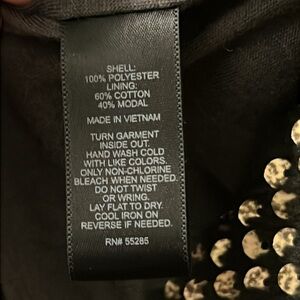 SHELL:
100% POLYESTER
LINING:
60% COTTON
40% MODAL
MADE IN VIETNAM
TURN GARMENT
INSIDE OUT.
HAND WASH COLD
WITH LIKE COLORS.
ONLY NON-CHLORINE
BLEACH WHEN NEEDED.
DO NOT TWIST
OR WRING.
LAY FLAT TO DRY.
COOL IRON ON
REVERSE IF NEEDED.
RN# 55285